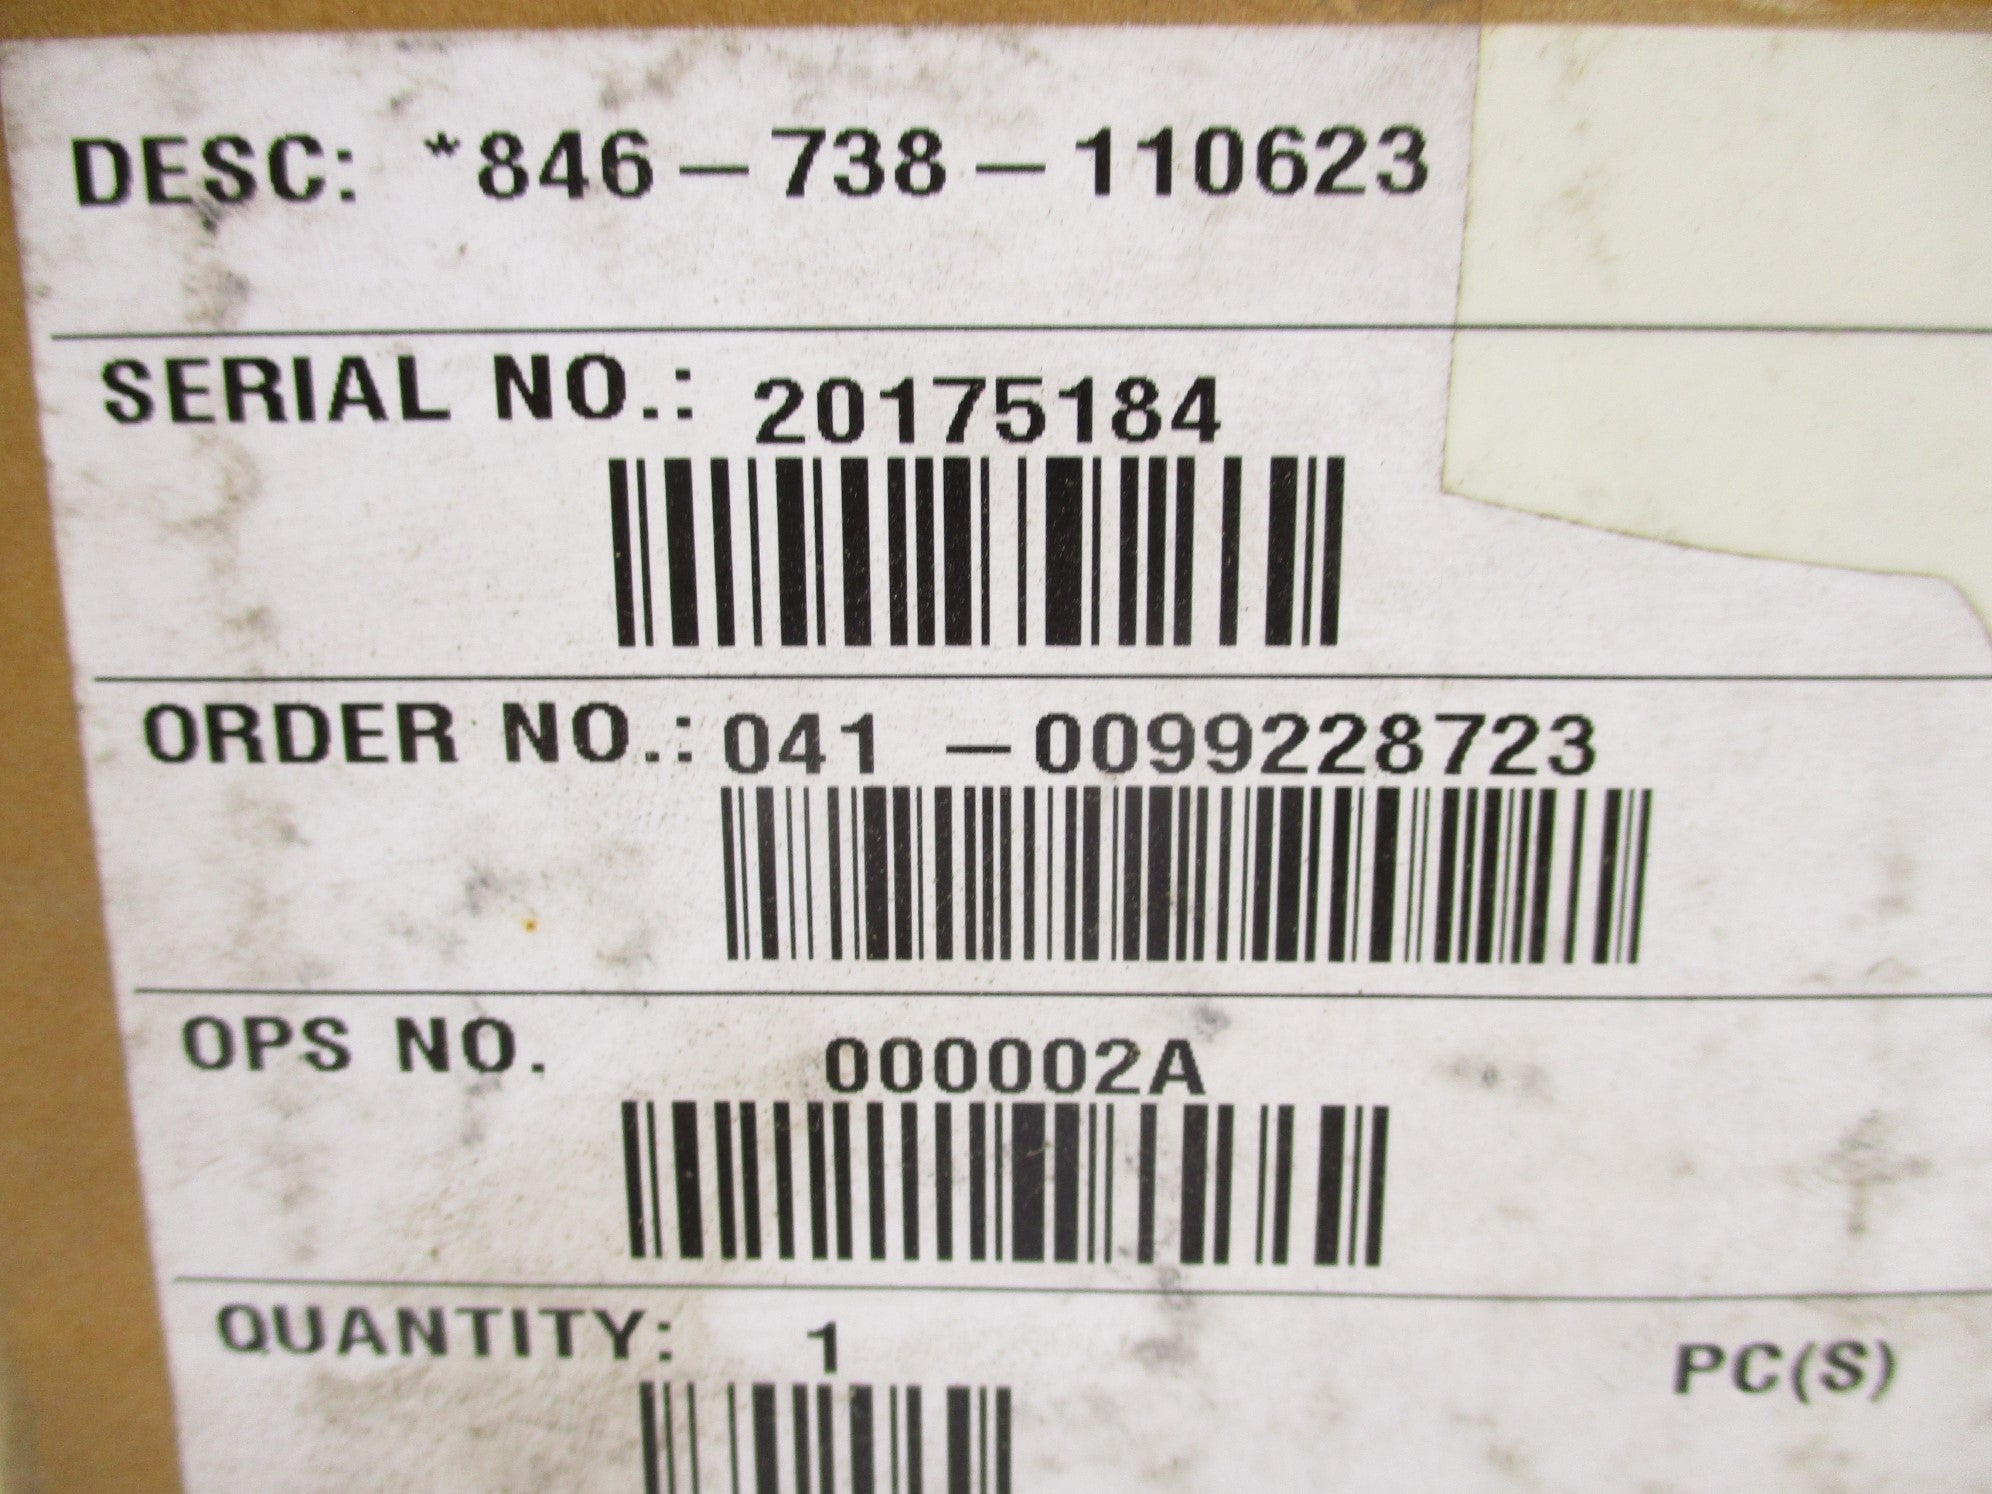 DESC: *846-738-110623
SERIAL NO.: 20175184
ORDER NO.: 041 -0099228723
OPS NO. 000002A
QUANTITY: 1 PC(S)